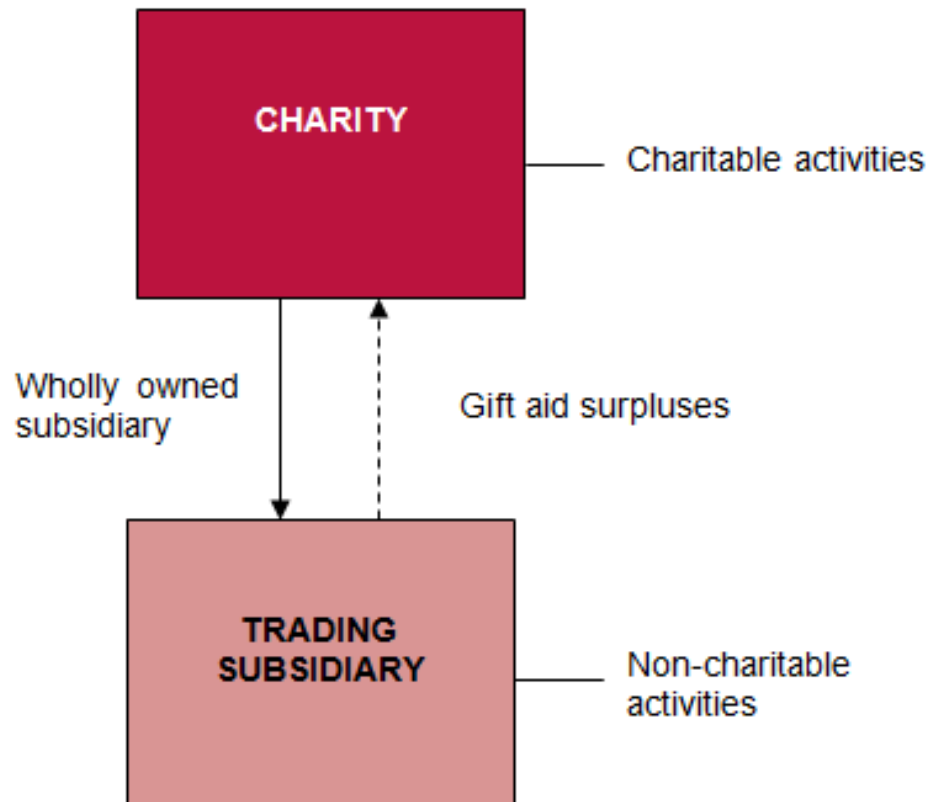 CHARITY
Charitable activities
Wholly owned
subsidiary
Gift aid surpluses
TRADING
SUBSIDIARY
Non-charitable
activities